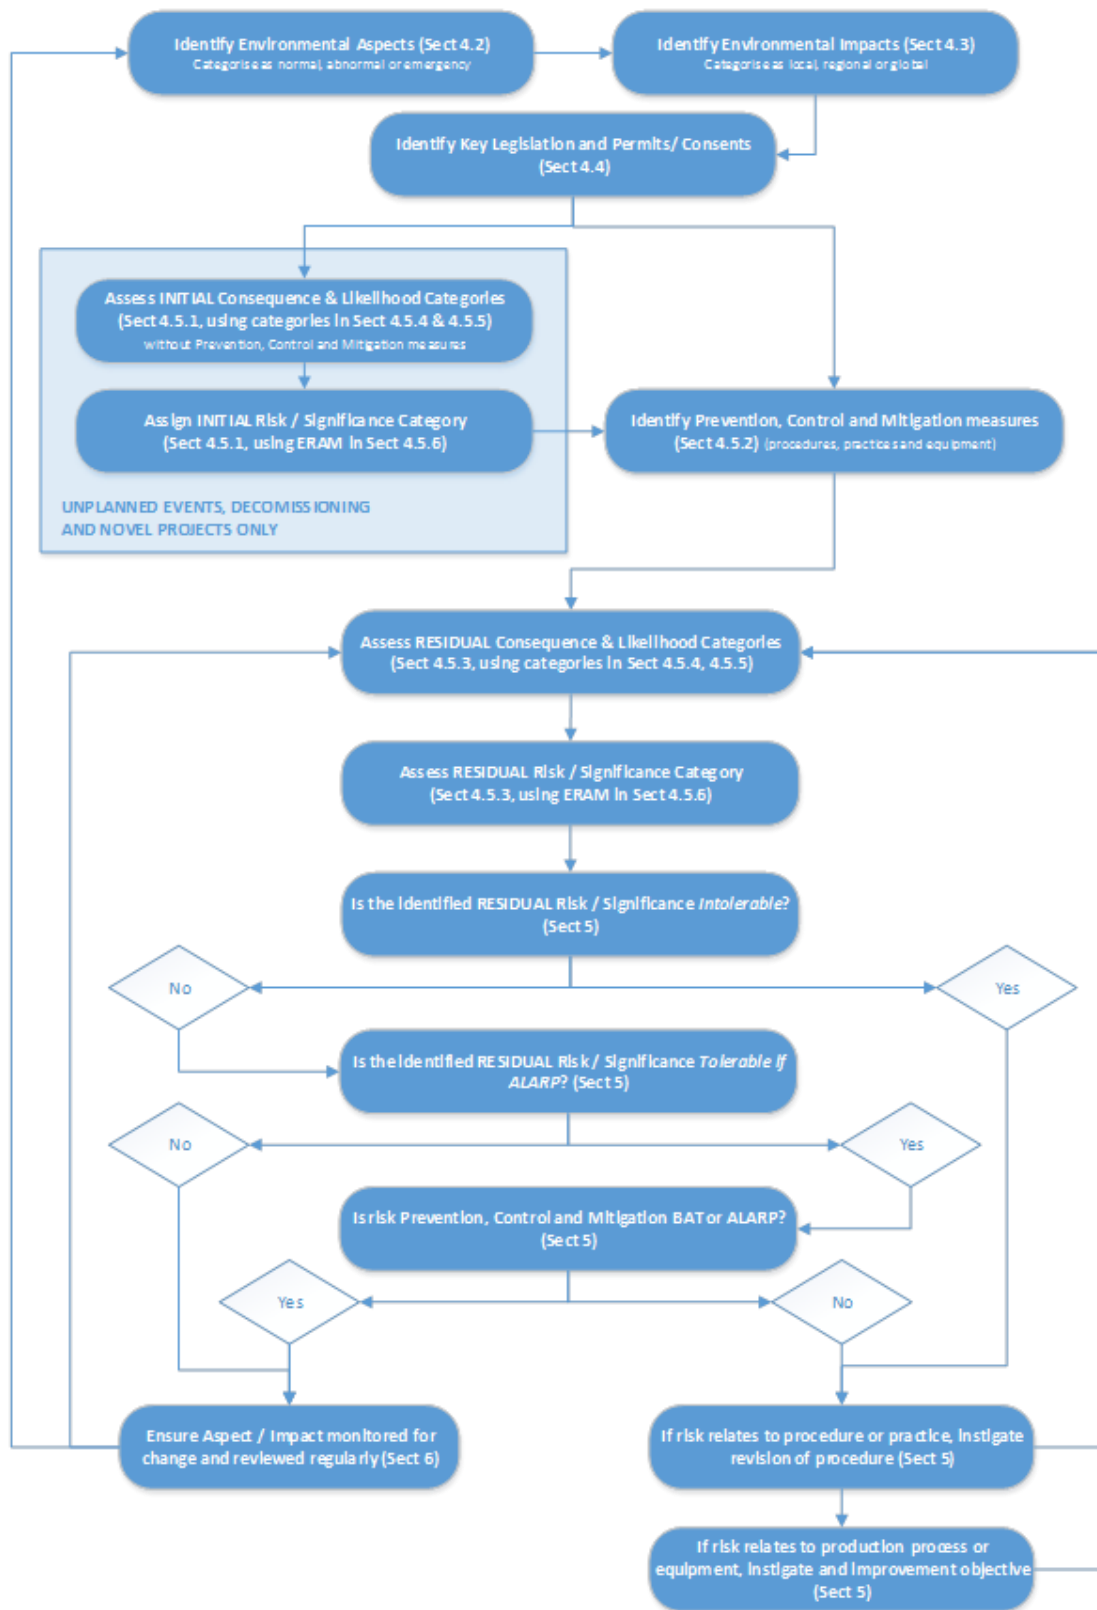 Identify Environmental Aspects (Sect 4.2)
Categorise as normal, abnormal or emergency
Identify Environmental Impacts (Sect 4.3)
Categorise as local, regional or global
Identify Key Legislation and Permits/ Consents
(Sect 4.4)
Assess INITIAL Consequence & Likelihood Categories
(Sect 4.5.1, using categories in Sect 4.5.4 & 4.5.5)
without Prevention, Control and Mitigation measures
Assign INITIAL Risk / Significance Category
(Sect 4.5.1, using ERAM in Sect 4.5.6)
Identify Prevention, Control and Mitigation measures
(Sect 4.5.2) (procedures, practices and equipment)
UNPLANNED EVENTS, DECOMISSIONING
AND NOVEL PROJECTS ONLY
Assess RESIDUAL Consequence & Likelihood Categories
(Sect 4.5.3, using categories in Sect 4.5.4, 4.5.5)
Assess RESIDUAL Risk / Significance Category
(Sect 4.5.3, using ERAM in Sect 4.5.6)
Is the identified RESIDUAL Risk / Significance Intolerable?
(Sect 5)
No
Yes
Is the identified RESIDUAL Risk / Significance Tolerable if
ALARP? (Sect 5)
No
Yes
Is risk Prevention, Control and Mitigation BAT or ALARP?
(Sect 5)
Yes
No
Ensure Aspect / Impact monitored for
change and reviewed regularly (Sect 6)
If risk relates to procedure or practice, instigate
revision of procedure (Sect 5)
If risk relates to production process or
equipment, instigate and improvement objective
(Sect 5)